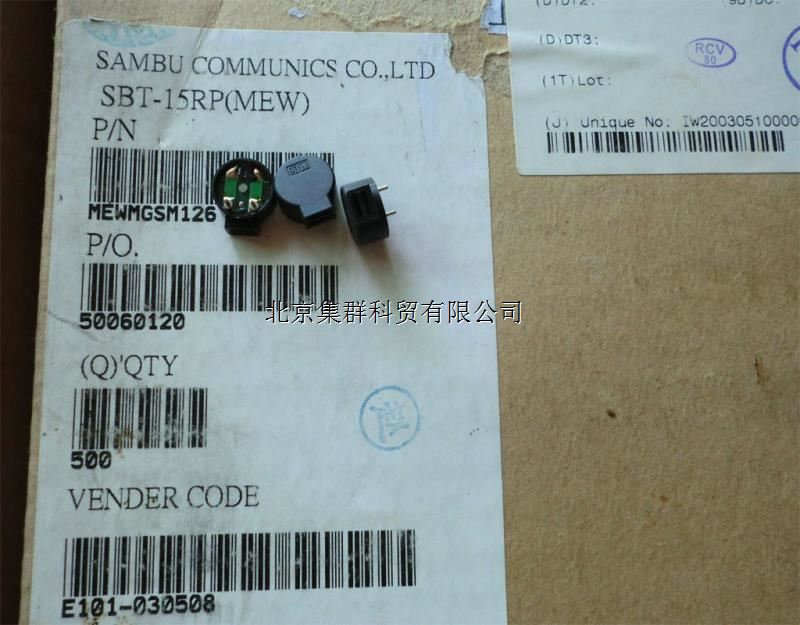 SAMBU COMMUNICS CO.,LTD
SBT-15RP(MEW)
P/N
MEWMGSM126
P/O.
50060120
(Q)'QTY
500
VENDER CODE
E101-030508
(D)DT3:
(1T)Lot:
(J) Unique No: IW2003051000
RCV
80
北京集群科贸有限公司